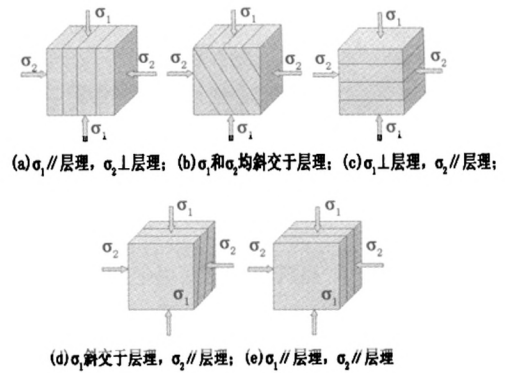 σ₁ σ₁ σ₁
σ₂ σ₂ σ₂ σ₂ σ₂ σ₂
σ₁ σ₁ σ₁
(a)σ₁∥层理，σ₂⊥层理；(b)σ₁和σ₂均斜交于层理；(c)σ₁⊥层理，σ₂∥层理；
σ₁ σ₁
σ₂ σ₂ σ₂ σ₂
σ₁ σ₁
(d)σ₁斜交于层理，σ₂∥层理；(e)σ₁∥层理，σ₂∥层理